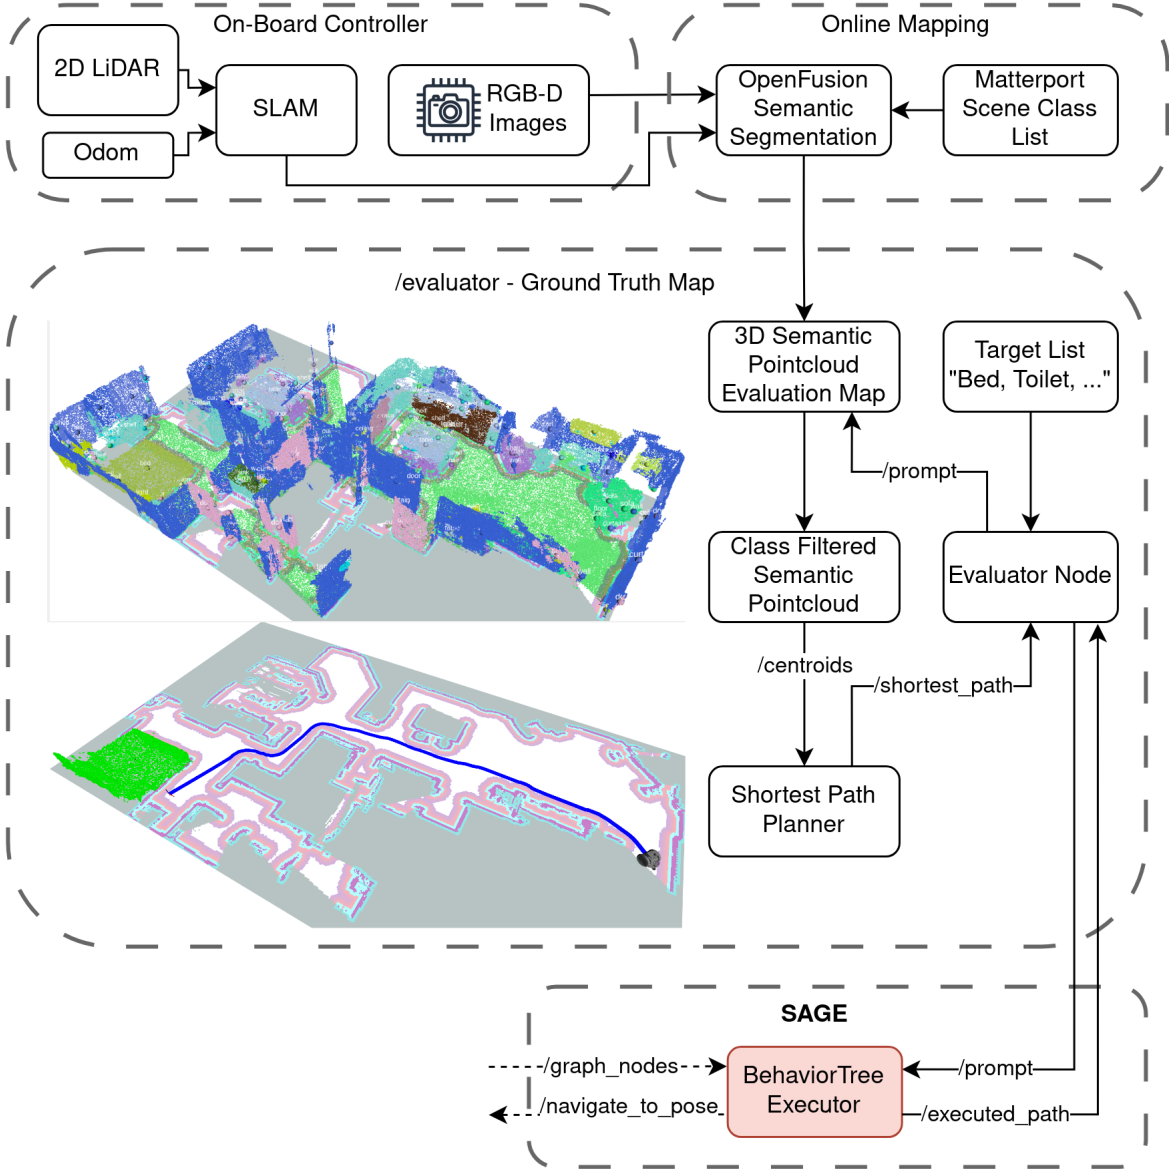 On-Board Controller
Online Mapping
2D LiDAR
SLAM
RGB-D
Images
Odom
OpenFusion
Semantic
Segmentation
Matterport
Scene Class
List
/evaluator - Ground Truth Map
3D Semantic
Pointcloud
Evaluation Map
Target List
"Bed, Toilet, ..."
/prompt
Class Filtered
Semantic
Pointcloud
Evaluator Node
/centroids
/shortest_path
Shortest Path
Planner
SAGE
/graph_nodes
/navigate_to_pose
BehaviorTree
Executor
/prompt
/executed_path